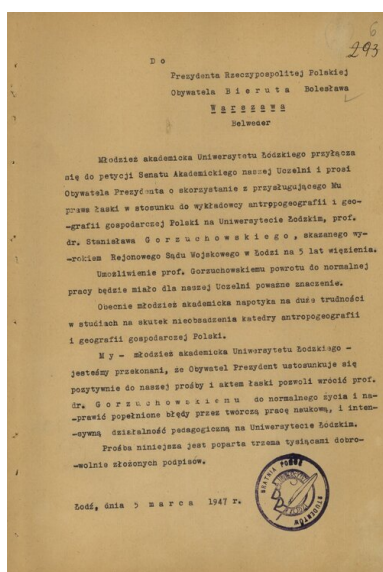 6
293
Do
Prezydenta Rzeczypospolitej Polskiej
Obywatela B i e r u t a Bolesława
W a r s z a w a
Belweder
Młodzież akademicka Uniwersytetu Łódzkiego przyłącza
się do petycji Senatu Akademickiego naszej Uczelni i prosi
Obywatela Prezydenta o skorzystanie z przysługującego Mu
prawa łaski w stosunku do wykładowcy antropogeografii i geo-
-grafii gospodarczej Polski na Uniwersytecie Łódzkim, prof.
dr. Stanisława G o r z u c h o w s k i e g o, skazanego wy-
-rokiem Rejonowego Sądu Wojskowego w Łodzi na 5 lat więzienia.
Umożliwienie prof. Gorzuchowskiemu powrotu do normalnej
pracy będzie miało dla naszej Uczelni poważne znaczenie.
Obecnie młodzież akademicka napotyka na duże trudności
w studiach na skutek nieobsadzenia katedry antropogeografii
i geografii gospodarczej Polski.
M y - młodzież akademicka Uniwersytetu Łódzkiego -
jesteśmy przekonani, że Obywatel Prezydent ustosunkuje się
pozytywnie do naszej prośby i aktem łaski pozwoli wrócić prof.
dr. G o r z u c h o w s k i e m u do normalnego życia i na-
-prawić popełnione błędy przez twórczą pracę naukową, i inten-
-sywną działalność pedagogiczną na Uniwersytecie Łódzkim.
Prośba niniejsza jest poparta trzema tysiącami dobro-
-wolnie złożonych podpisów.
Łódź, dnia 5 m a r c a 1947 r.
BRATNIA POMOC
STUDENTÓW